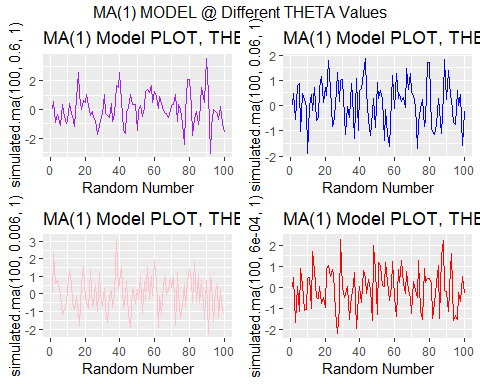 MA(1) MODEL @ Different THETA Values
MA(1) Model PLOT, THE
simulated.ma(100, 0.6, 1)
2
0
-2
0 20 40 60 80 100
Random Number
MA(1) Model PLOT, THE
simulated.ma(100, 0.06, 1)
2
1
0
-1
-2
0 20 40 60 80 100
Random Number
MA(1) Model PLOT, THE
simulated.ma(100, 0.006, 1)
3
2
1
0
-1
-2
0 20 40 60 80 100
Random Number
MA(1) Model PLOT, THE
simulated.ma(100, 6e-04, 1)
2
1
0
-1
-2
0 20 40 60 80 100
Random Number